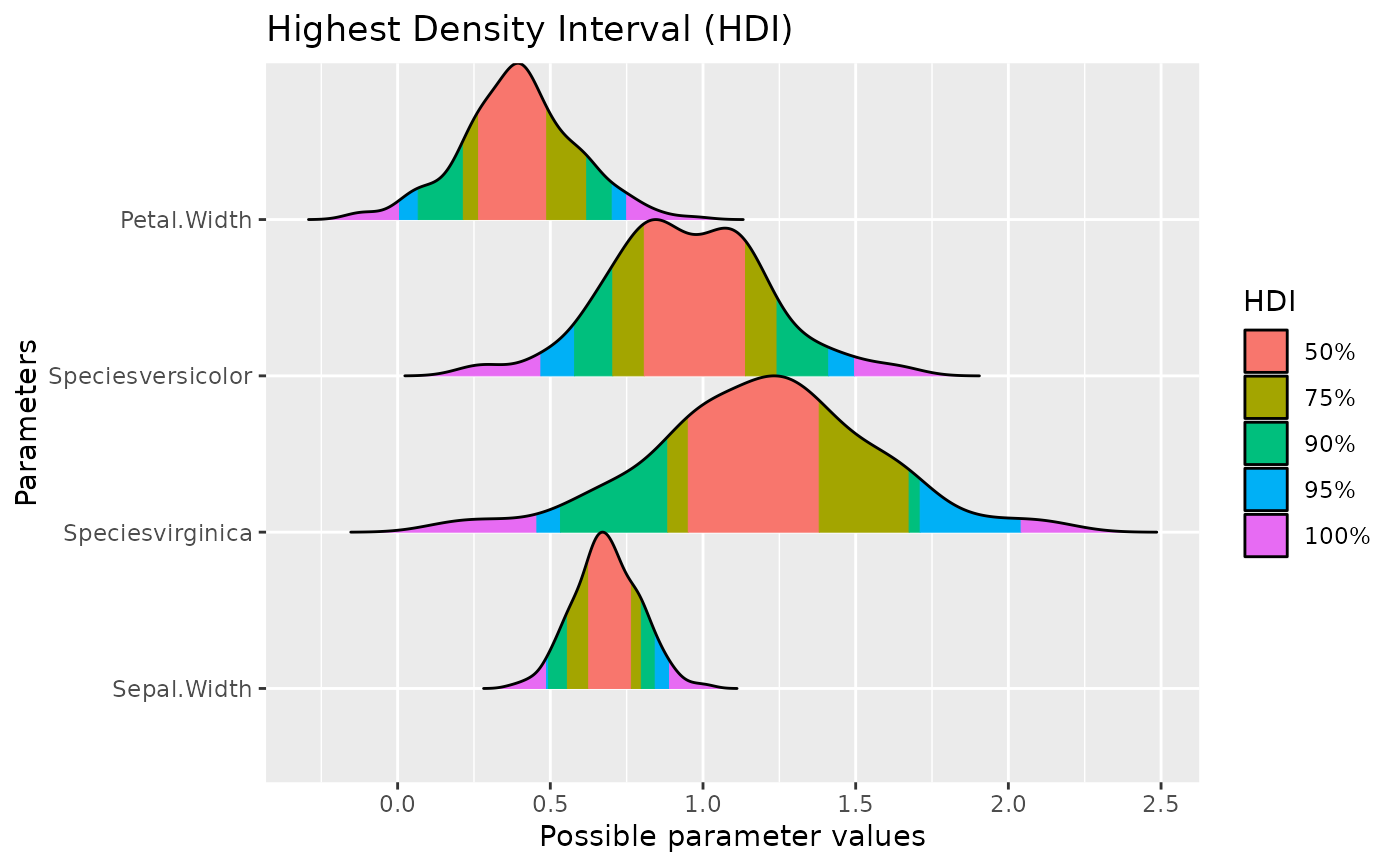 Highest Density Interval (HDI)
Parameters
Petal.Width
Speciesversicolor
Speciesvirginica
Sepal.Width
0.0 0.5 1.0 1.5 2.0 2.5
Possible parameter values
HDI
50%
75%
90%
95%
100%